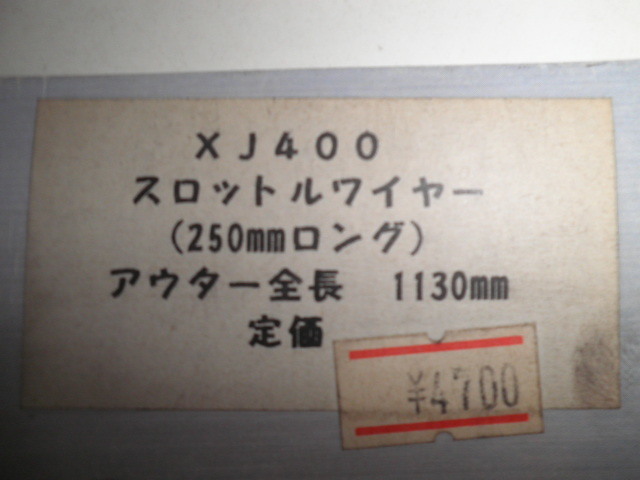 ＸＪ４００
スロットルワイヤー
(250mmロング)
アウター全長　1130mm
定価
¥4700